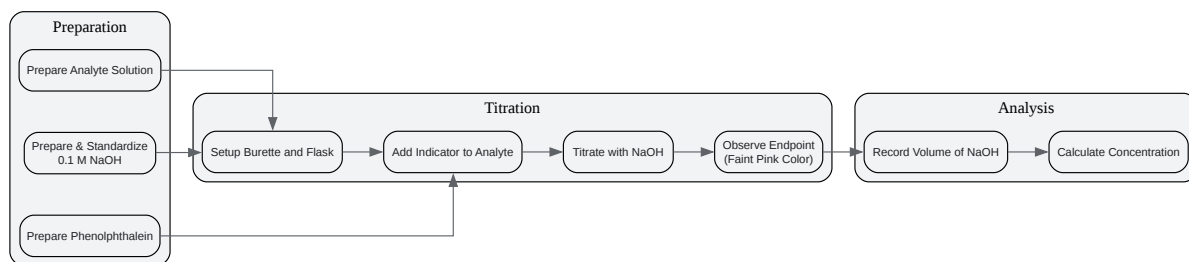 Preparation
Prepare Analyte Solution
Prepare & Standardize
0.1 M NaOH
Prepare Phenolphthalein
Titration
Setup Burette and Flask
Add Indicator to Analyte
Titrate with NaOH
Observe Endpoint
(Faint Pink Color)
Analysis
Record Volume of NaOH
Calculate Concentration